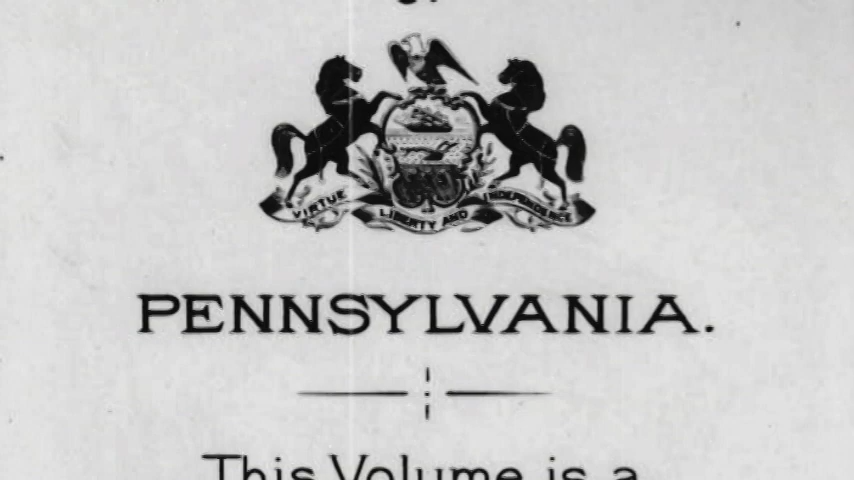 VIRTUE LIBERTY AND INDEPENDENCE
PENNSYLVANIA.
This Volume is a